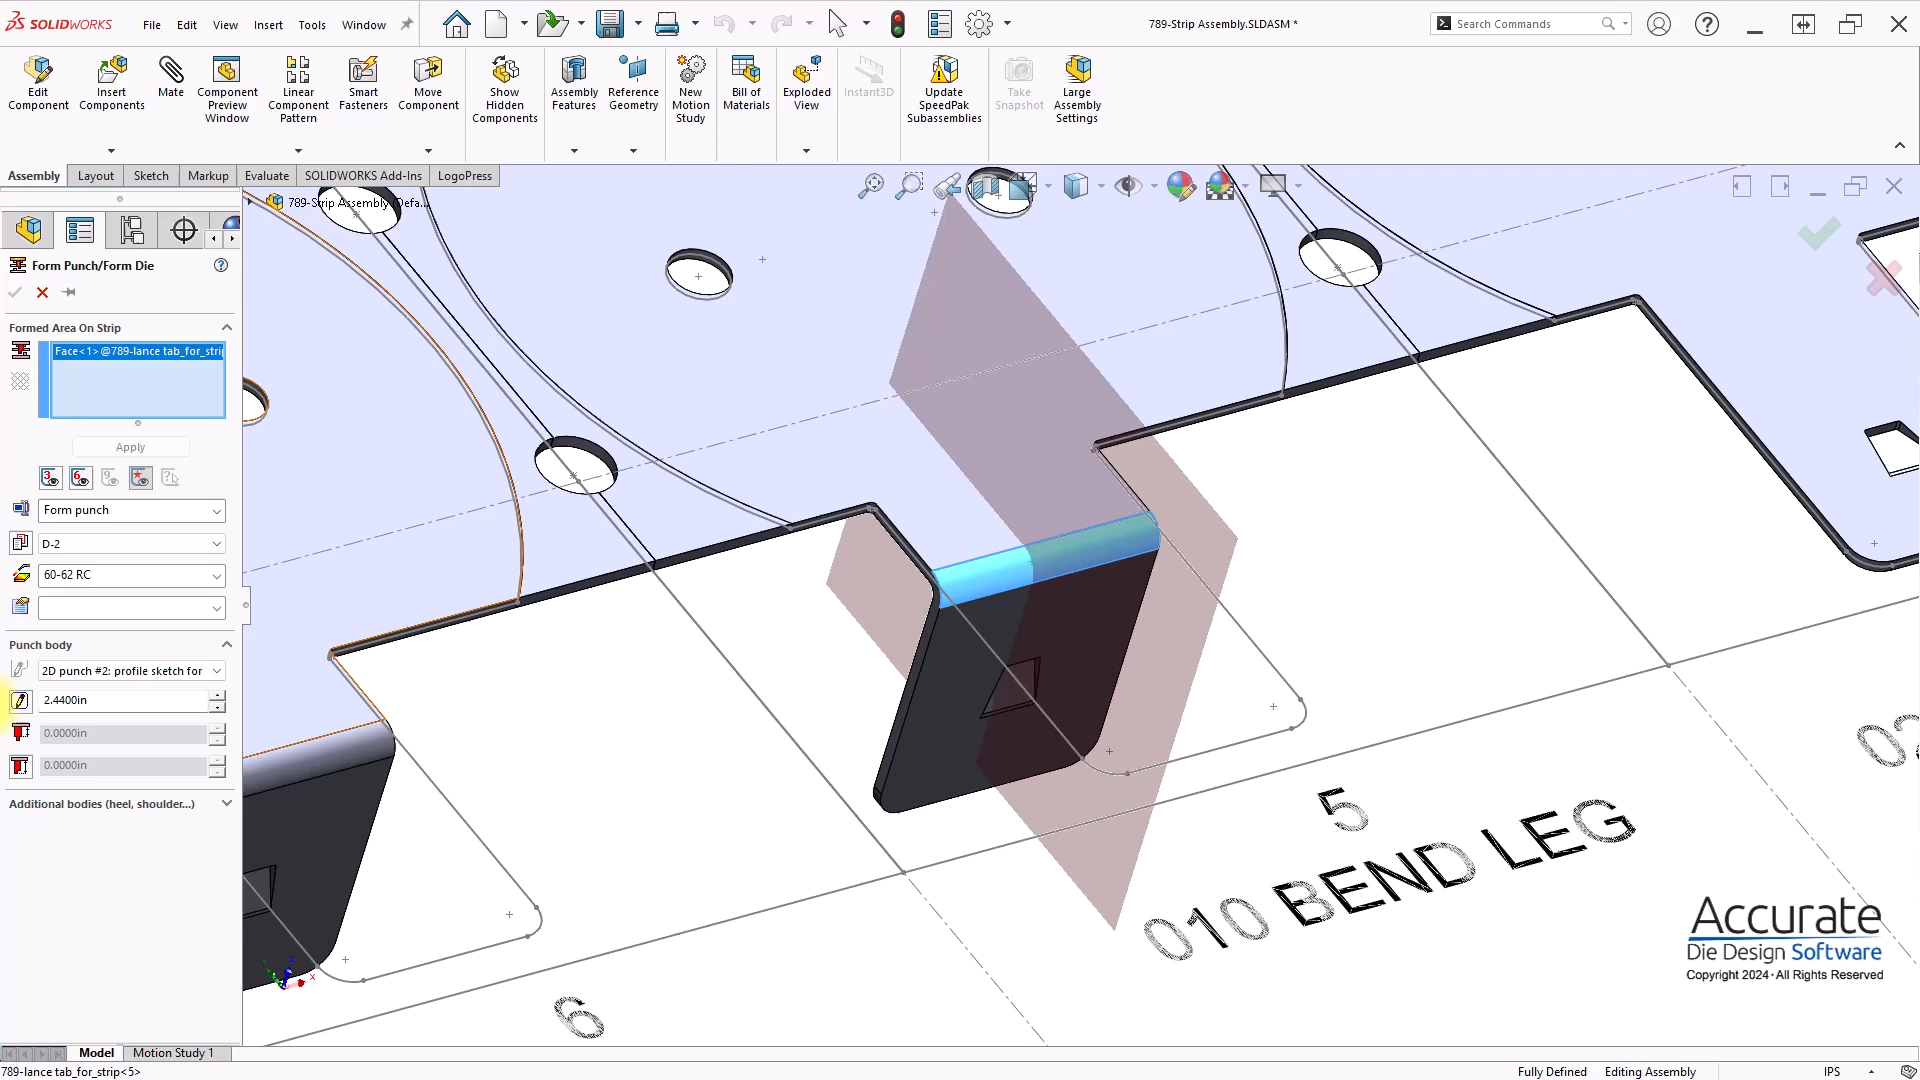 SOLIDWORKS
File Edit View Insert Tools Window
789-Strip Assembly.SLDASM *
Search Commands
Edit Component
Insert Components
Mate
Component Preview Window
Linear Component Pattern
Smart Fasteners
Move Component
Show Hidden Components
Assembly Features
Reference Geometry
New Motion Study
Bill of Materials
Exploded View
Instant3D
Update SpeedPak Subassemblies
Take Snapshot
Large Assembly Settings
Assembly Layout Sketch Markup Evaluate SOLIDWORKS Add-Ins LogoPress
789-Strip Assembly (Defa...
Form Punch/Form Die
Formed Area On Strip
Face<1>@789-lance tab_for_stri
Apply
Form punch
D-2
60-62 RC
Punch body
2D punch #2: profile sketch for
2.4400in
0.0000in
0.0000in
Additional bodies (heel, shoulder...)
5
010 BEND LEG
6
Accurate
Die Design Software
Copyright 2024 · All Rights Reserved
Model Motion Study 1
789-lance tab_for_strip<5>
Fully Defined Editing Assembly IPS